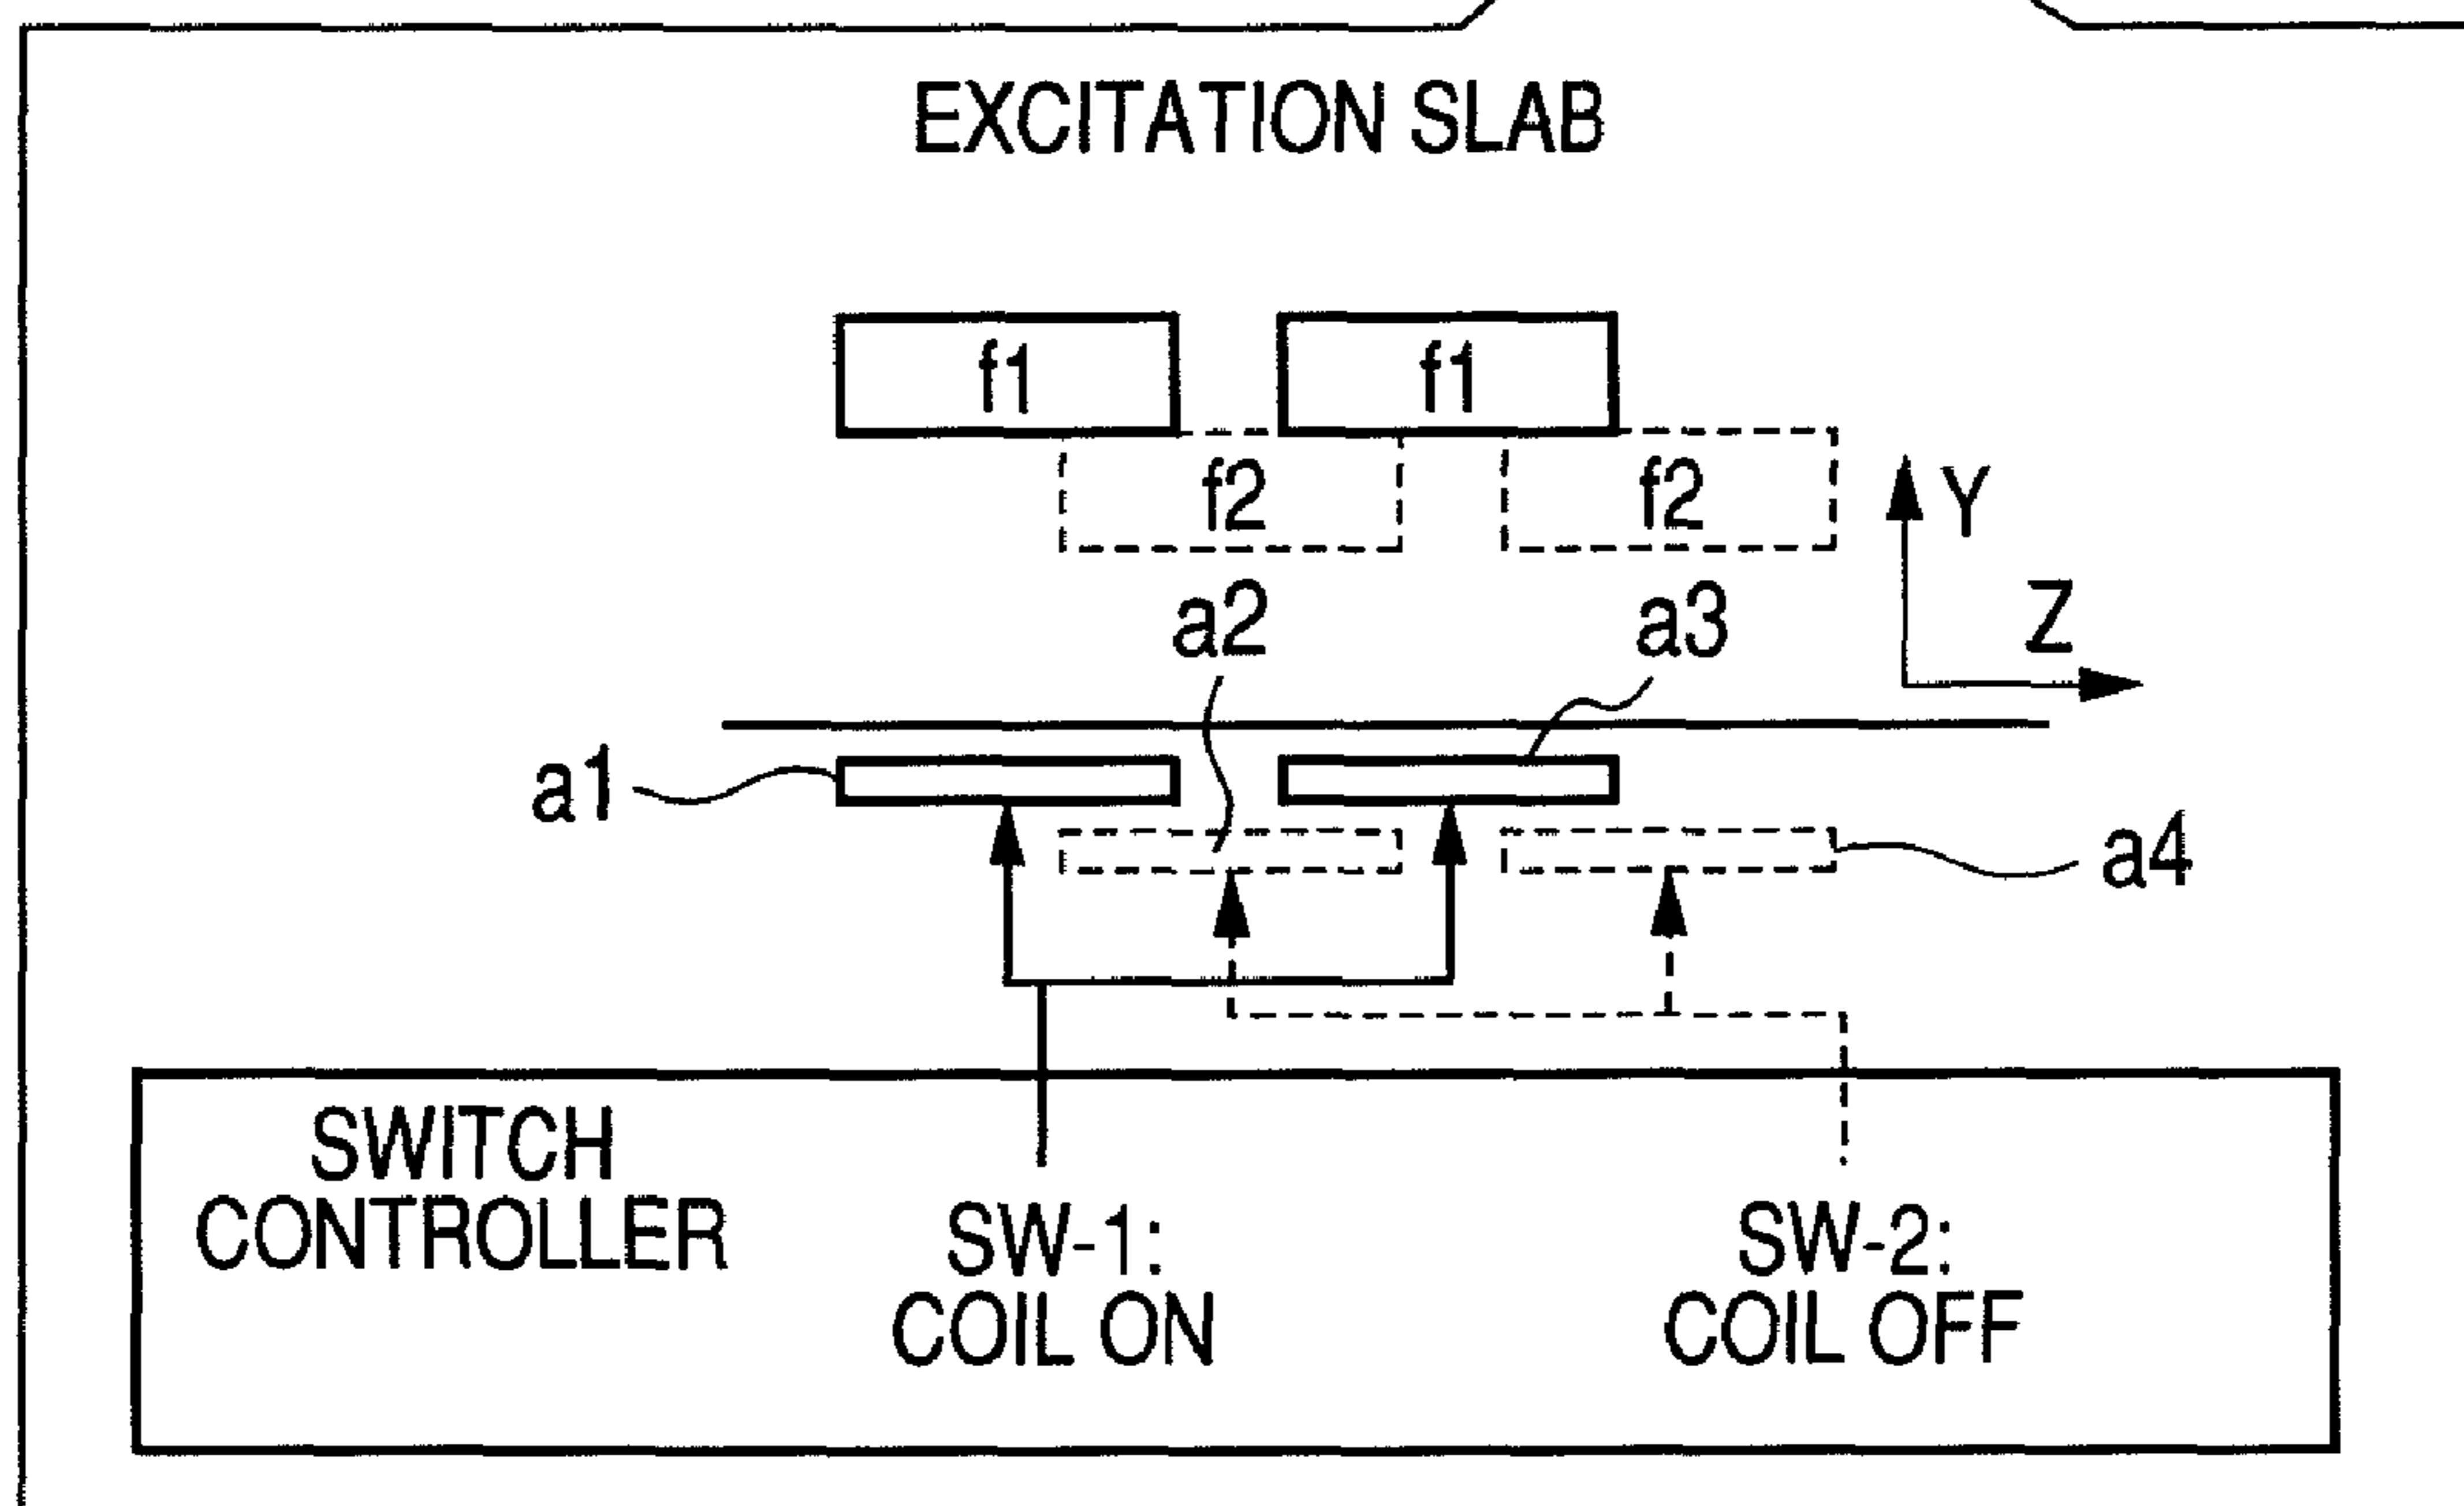 EXCITATION SLAB
f1 f1
f2 f2
Y
a2 a3 Z
a1
a4
SWITCH
CONTROLLER
SW-1:
COIL ON
SW-2:
COIL OFF